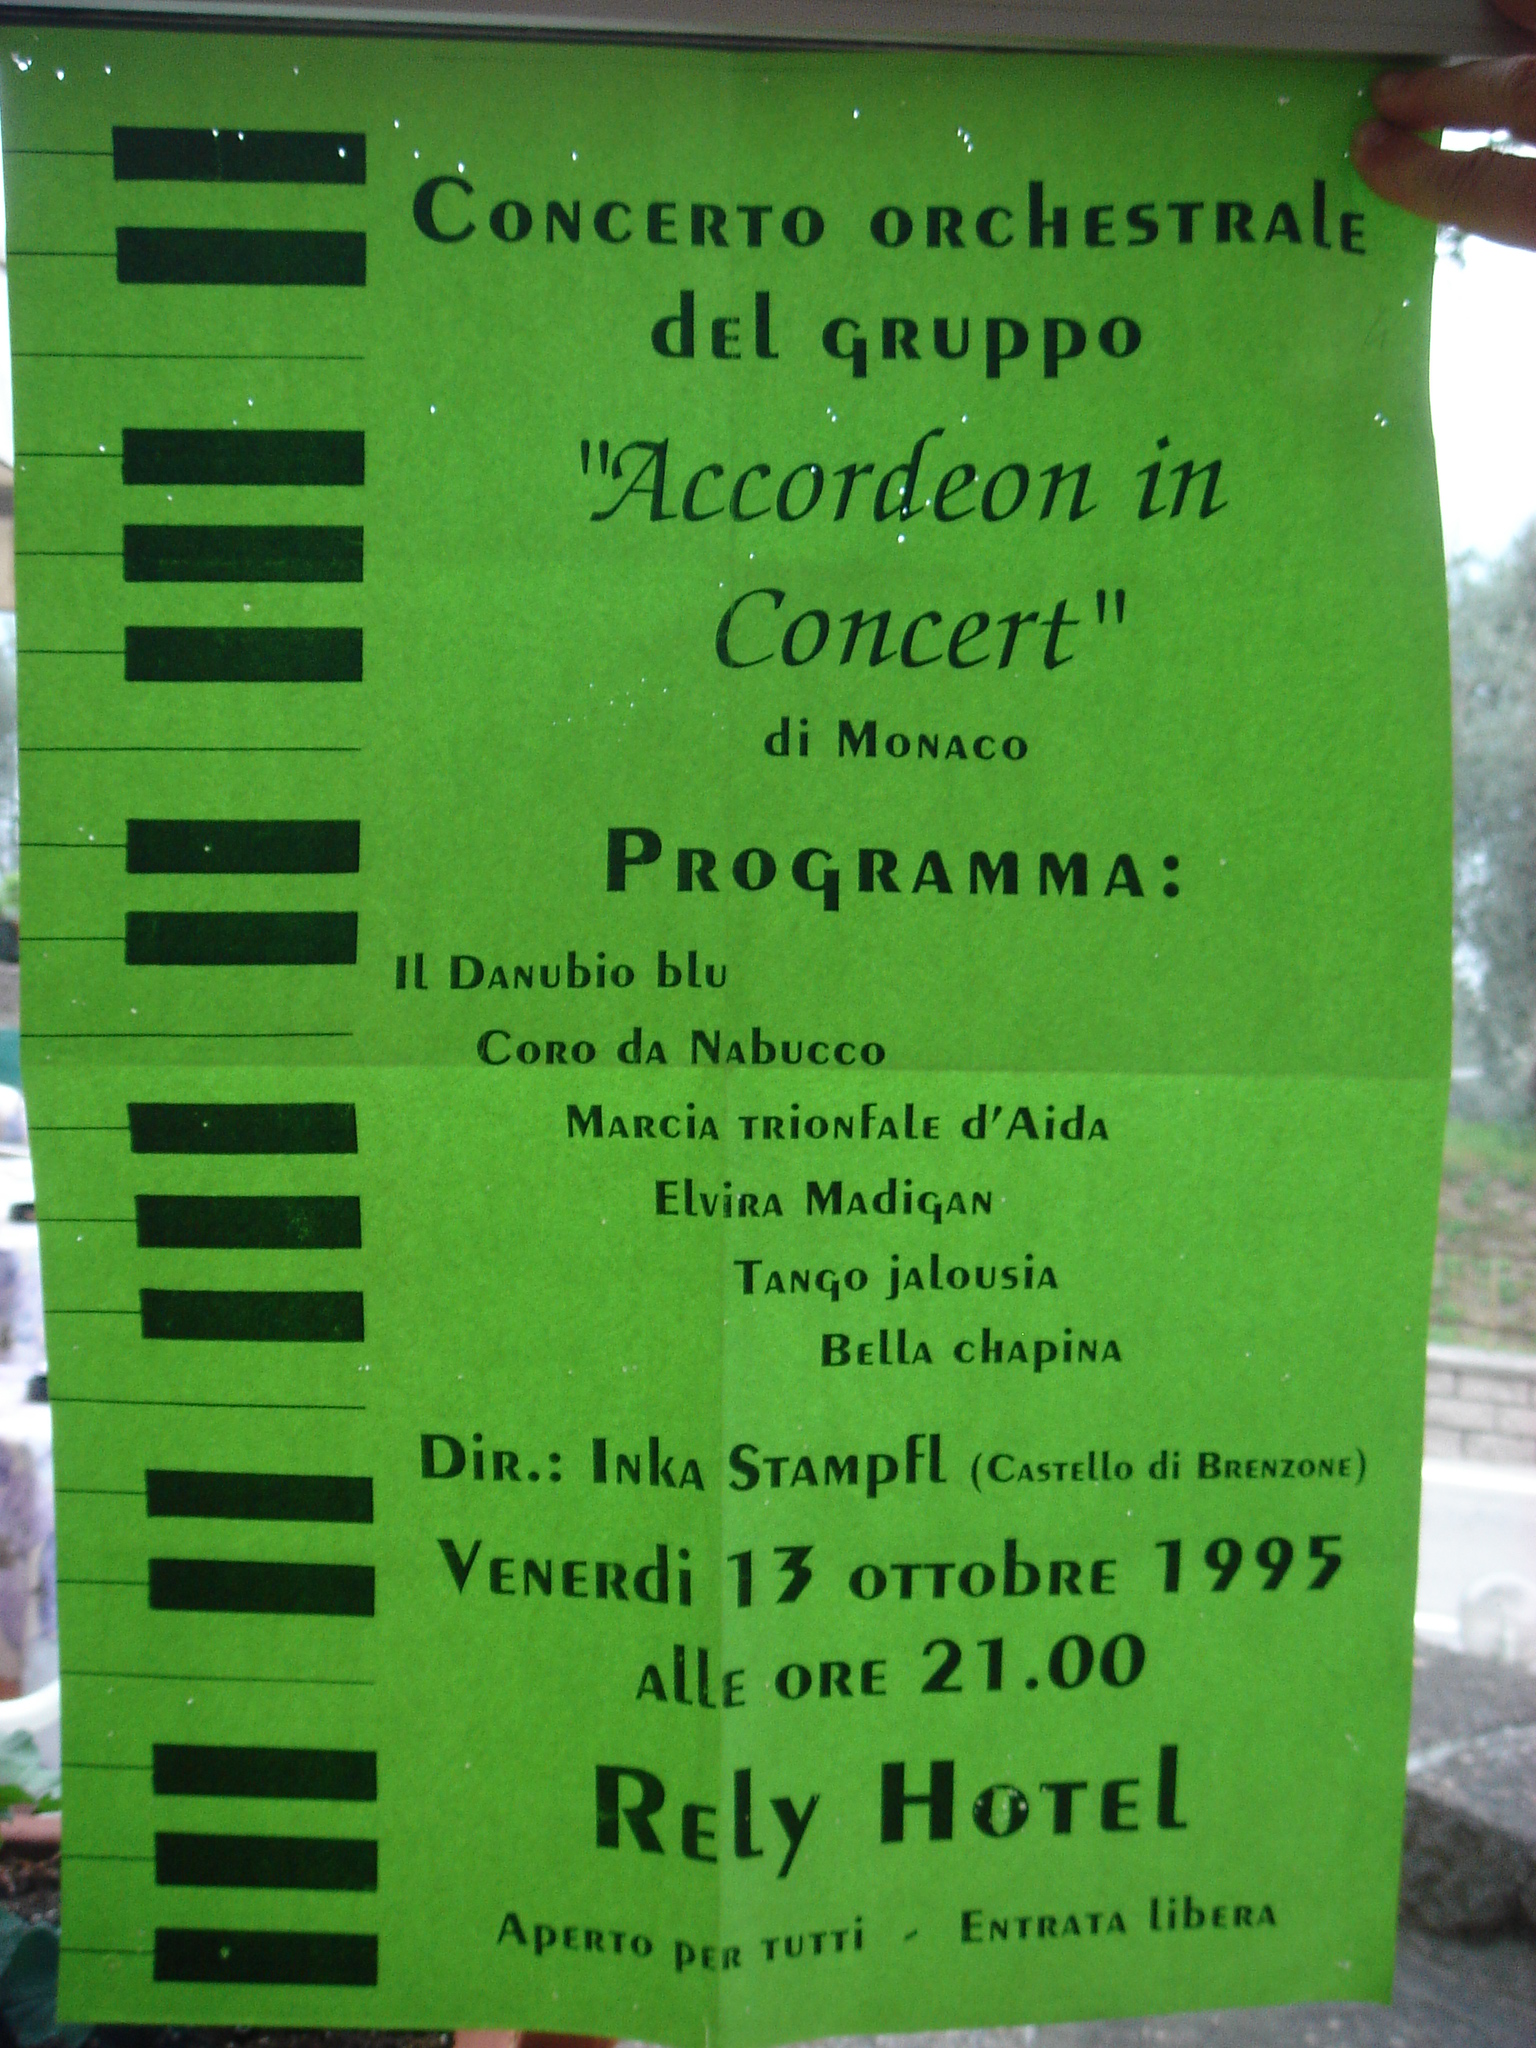 Concerto orchestrale
del gruppo
"Accordeon in
Concert"
di Monaco
Programma:
Il Danubio blu
Coro da Nabucco
Marcia trionfale d'Aida
Elvira Madigan
Tango jalousia
Bella chapina
Dir.: Inka Stampfl (Castello di Brenzone)
Venerdi 13 ottobre 1995
alle ore 21.00
Rely Hotel
Aperto per tutti - Entrata libera